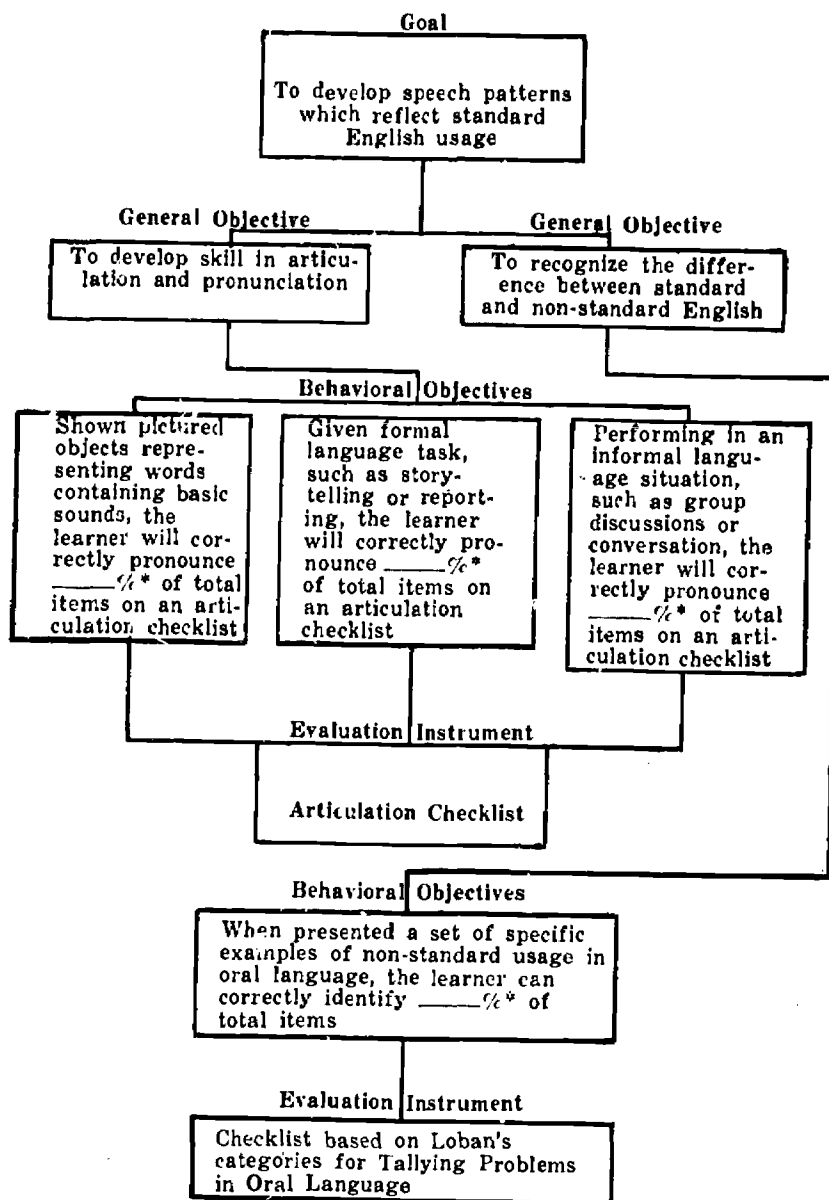 Goal
To develop speech patterns
which reflect standard
English usage
General Objective
To develop skill in articu-
lation and pronunciation
General Objective
To recognize the differ-
ence between standard
and non-standard English
Behavioral Objectives
Shown pictured
objects repre-
senting words
containing basic
sounds, the
learner will cor-
rectly pronounce
_____%* of total
items on an arti-
culation checklist
Given formal
language task,
such as story-
telling or report-
ing, the learner
will correctly pro-
nounce _____%*
of total items on
an articulation
checklist
Performing in an
informal langu-
age situation,
such as group
discussions or
conversation, the
learner will cor-
rectly pronounce
_____%* of total
items on an arti-
culation checklist
Evaluation Instrument
Articulation Checklist
Behavioral Objectives
When presented a set of specific
examples of non-standard usage in
oral language, the learner can
correctly identify _____%* of
total items
Evaluation Instrument
Checklist based on Loban's
categories for Tallying Problems
in Oral Language